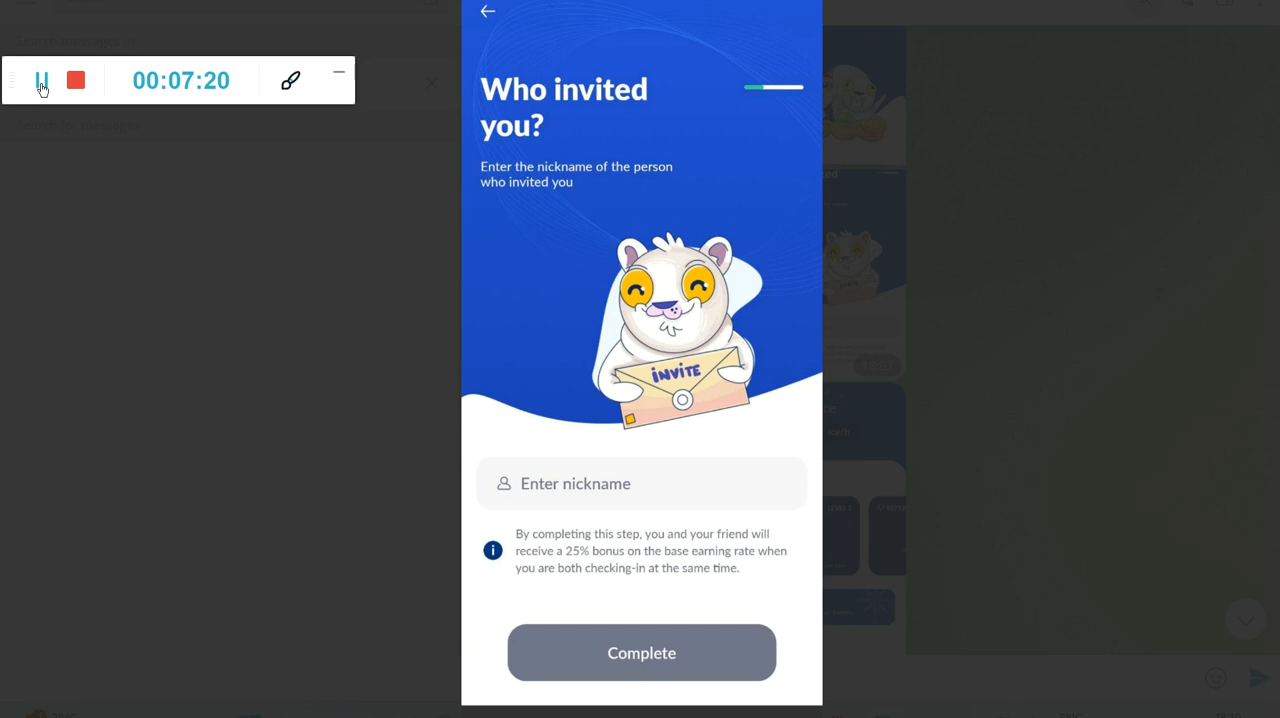 00:07:20
Who invited
you?
Enter the nickname of the person
who invited you
INVITE
Enter nickname
By completing this step, you and your friend will
receive a 25% bonus on the base earning rate when
you are both checking-in at the same time.
Complete